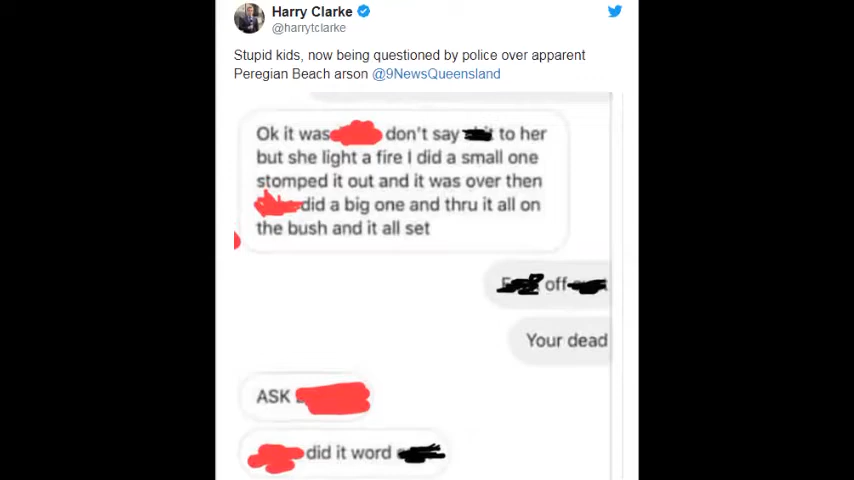 Harry Clarke
@harrytclarke
Stupid kids, now being questioned by police over apparent
Peregian Beach arson @9NewsQueensland
Ok it was don't say to her
but she light a fire I did a small one
stomped it out and it was over then
did a big one and thru it all on
the bush and it all set
off
Your dead
ASK
did it word